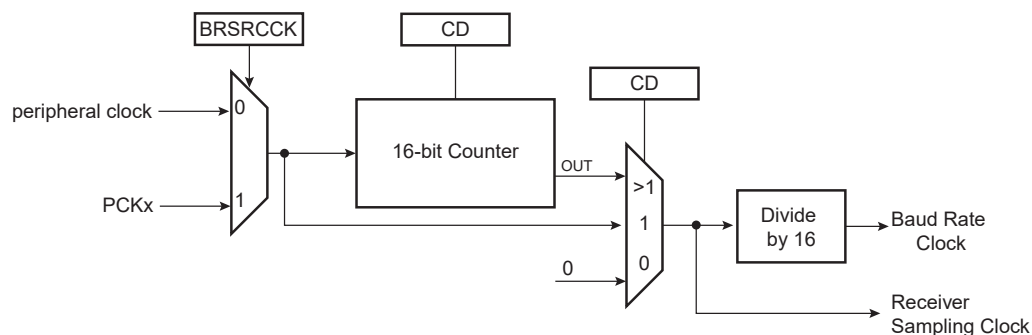 BRSRCCK
CD
CD
peripheral clock
0
16-bit Counter
OUT
>1
1
PCKx
1
0
0
Divide
by 16
Baud Rate
Clock
Receiver
Sampling Clock